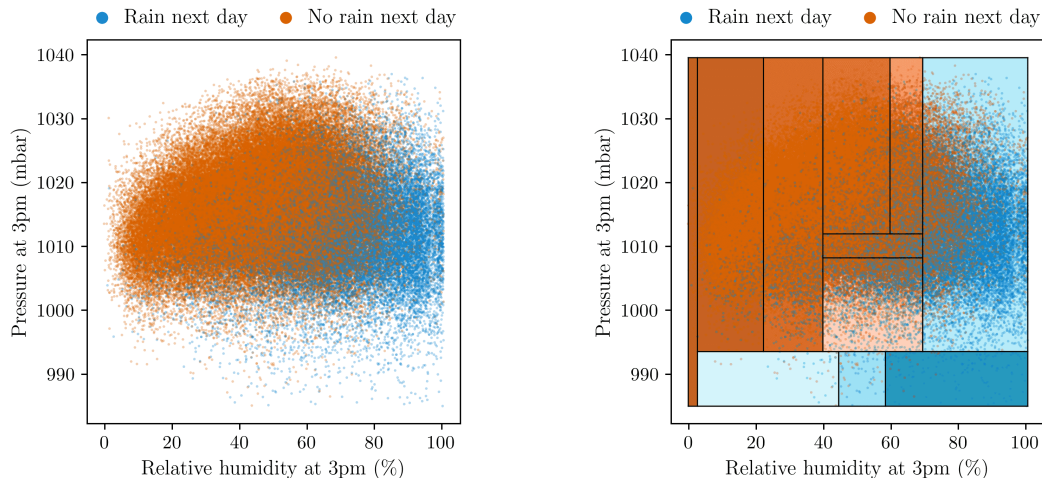 Rain next day No rain next day
1040
1030
1020
1010
1000
990
Pressure at 3pm (mbar)
0 20 40 60 80 100
Relative humidity at 3pm (%)
Rain next day No rain next day
1040
1030
1020
1010
1000
990
Pressure at 3pm (mbar)
0 20 40 60 80 100
Relative humidity at 3pm (%)